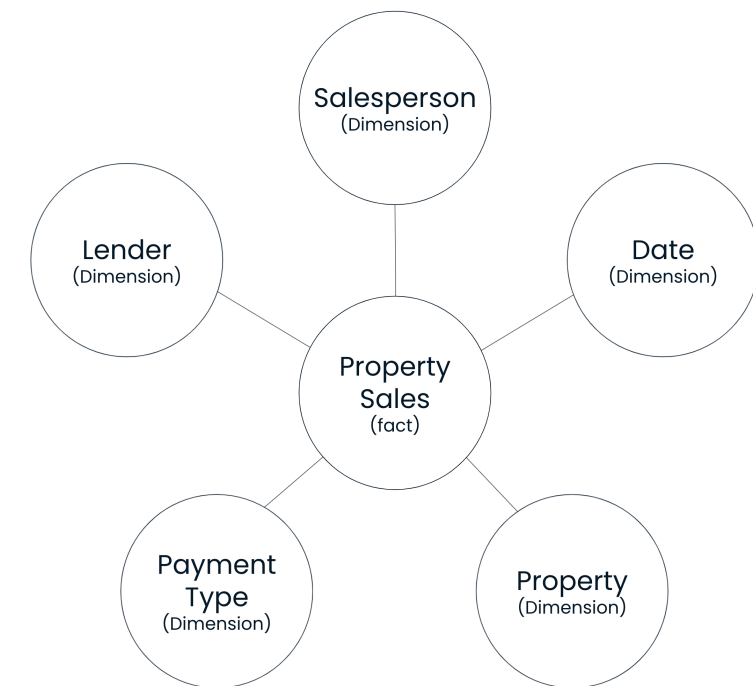 Salesperson
(Dimension)
Lender
(Dimension)
Date
(Dimension)
Property
Sales
(fact)
Payment
Type
(Dimension)
Property
(Dimension)